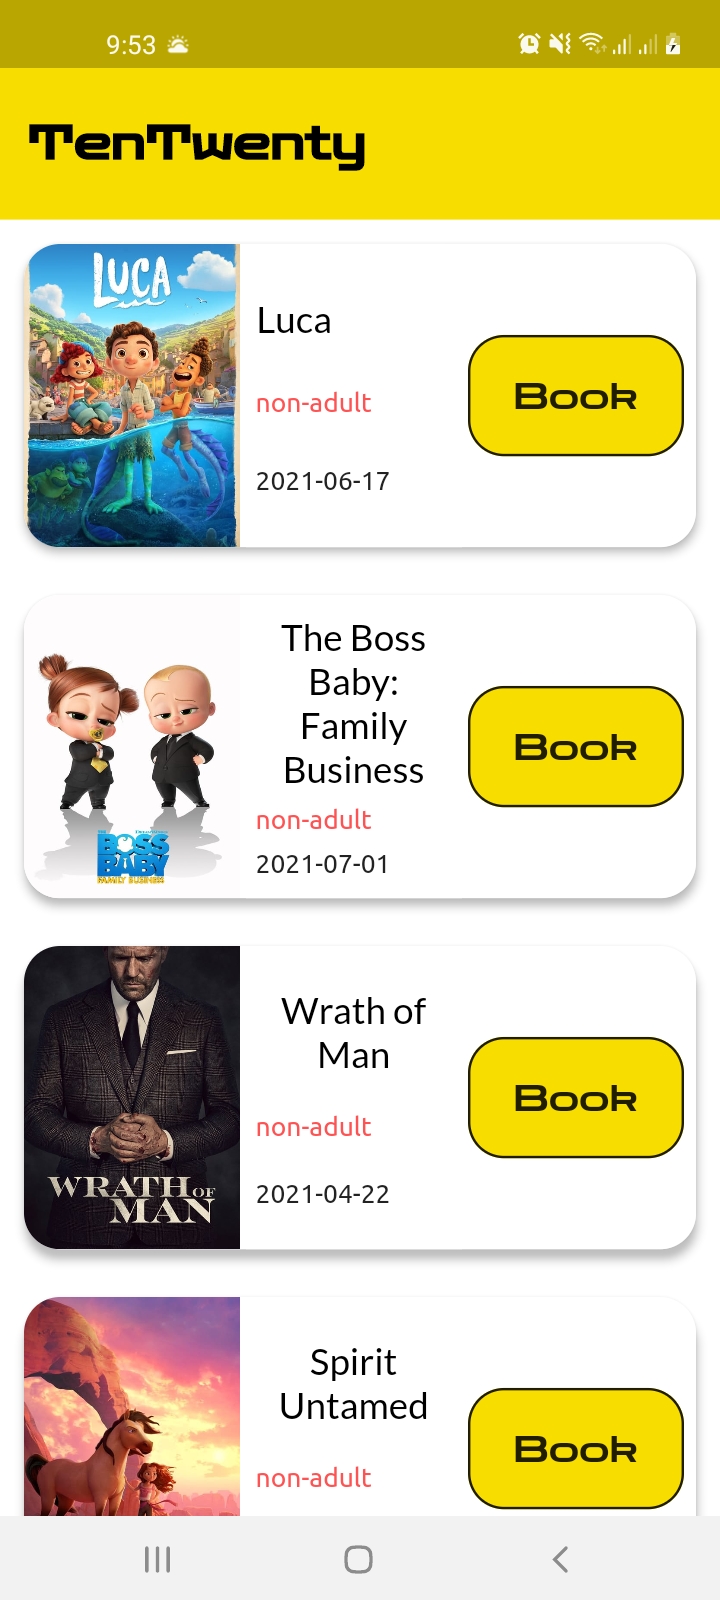 9:53
TenTwenty
LUCA
Luca
non-adult
2021-06-17
Book
The Boss
Baby:
Family
Business
non-adult
2021-07-01
Book
BOSS
BABY
FAMILY BUSINESS
Wrath of
Man
non-adult
2021-04-22
Book
WRATH OF
MAN
Spirit
Untamed
non-adult
Book